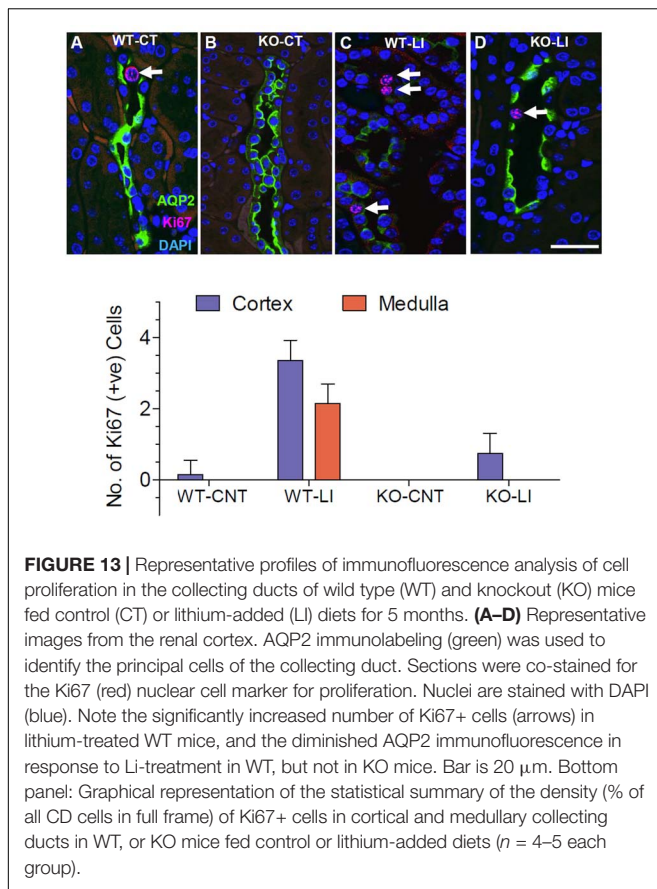 A WT-CT B KO-CT C WT-LI D KO-LI
AQP2
Ki67
DAPI
Cortex Medulla
No. of Ki67 (+ve) Cells
4
2
0
WT-CNT WT-LI KO-CNT KO-LI
FIGURE 13 | Representative profiles of immunofluorescence analysis of cell
proliferation in the collecting ducts of wild type (WT) and knockout (KO) mice
fed control (CT) or lithium-added (LI) diets for 5 months. (A–D) Representative
images from the renal cortex. AQP2 immunolabeling (green) was used to
identify the principal cells of the collecting duct. Sections were co-stained for
the Ki67 (red) nuclear cell marker for proliferation. Nuclei are stained with DAPI
(blue). Note the significantly increased number of Ki67+ cells (arrows) in
lithium-treated WT mice, and the diminished AQP2 immunofluorescence in
response to Li-treatment in WT, but not in KO mice. Bar is 20 μm. Bottom
panel: Graphical representation of the statistical summary of the density (% of
all CD cells in full frame) of Ki67+ cells in cortical and medullary collecting
ducts in WT, or KO mice fed control or lithium-added diets (n = 4–5 each
group).